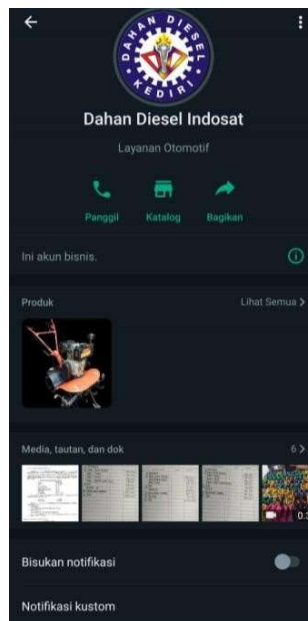 DAHAN DIESEL
KEDIRI
Dahan Diesel Indosat
Layanan Otomotif
Panggil Katalog Bagikan
Ini akun bisnis.
Produk Lihat Semua >
Media, tautan, dan dok 6 >
Bisukan notifikasi
Notifikasi kustom